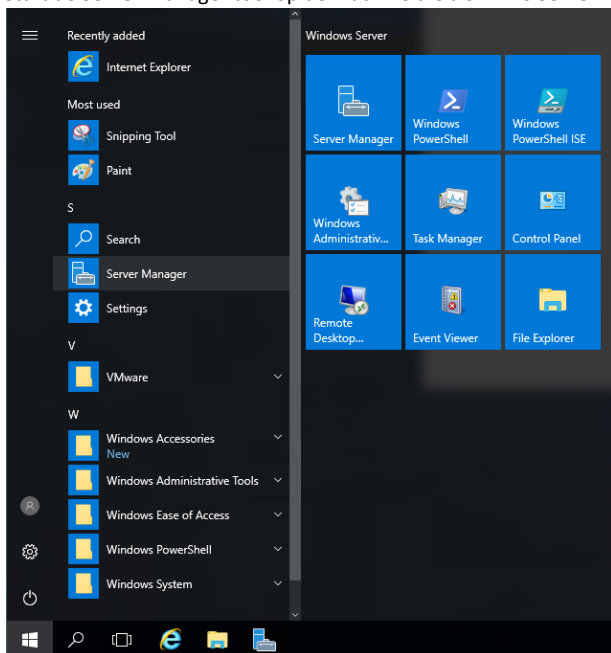 Recently added
Internet Explorer
Most used
Snipping Tool
Paint
S
Search
Server Manager
Settings
V
VMware
W
Windows Accessories
New
Windows Administrative Tools
Windows Ease of Access
Windows PowerShell
Windows System
Windows Server
Server Manager
Windows
PowerShell
Windows
PowerShell ISE
Windows
Administrativ...
Task Manager
Control Panel
Remote
Desktop...
Event Viewer
File Explorer